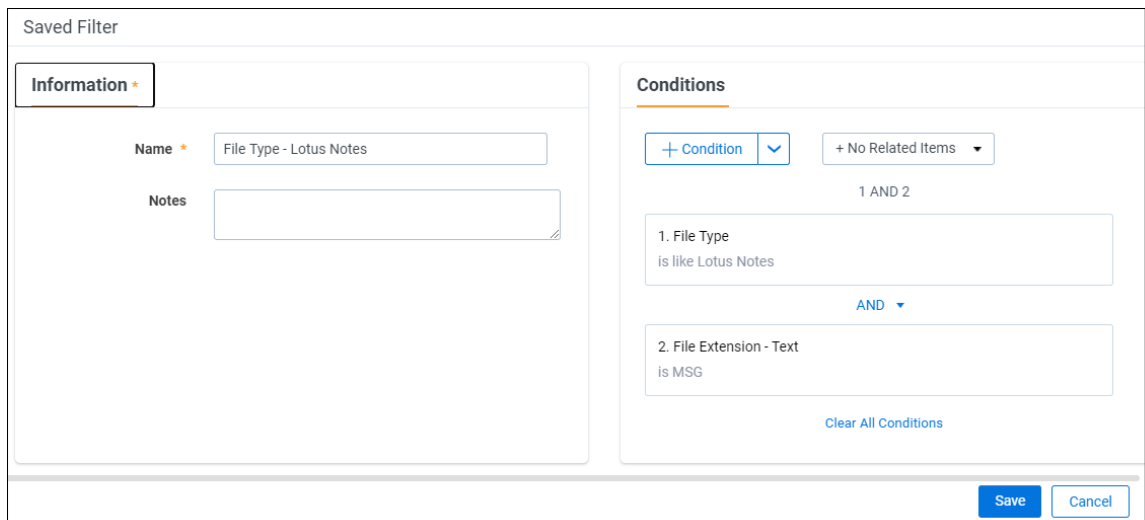 Saved Filter
Information *
Name * File Type - Lotus Notes
Notes
Conditions
+ Condition
+ No Related Items
1 AND 2
1. File Type
is like Lotus Notes
AND
2. File Extension - Text
is MSG
Clear All Conditions
Save Cancel